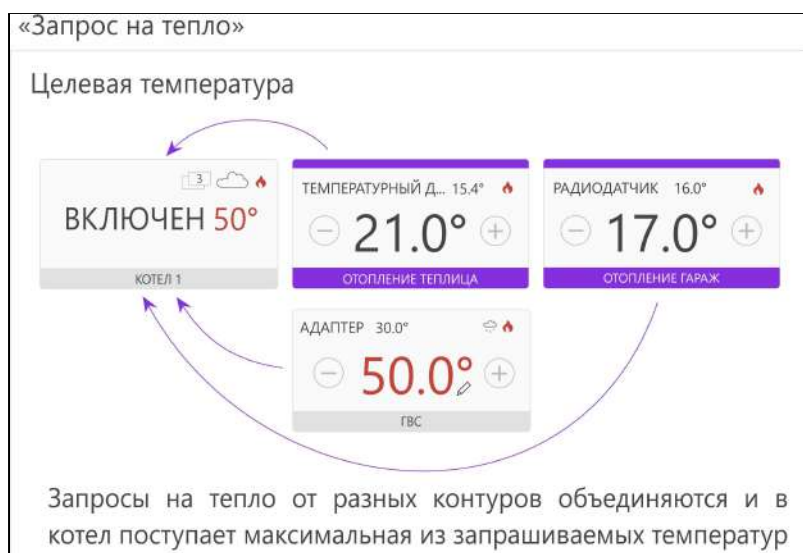 «Запрос на тепло»
Целевая температура
3
ВКЛЮЧЕН 50°
КОТЕЛ 1
ТЕМПЕРАТУРНЫЙ Д... 15.4°
21.0°
ОТОПЛЕНИЕ ТЕПЛИЦА
РАДИОДАТЧИК 16.0°
17.0°
ОТОПЛЕНИЕ ГАРАЖ
АДАПТЕР 30.0°
50.0°
ГВС
Запросы на тепло от разных контуров объединяются и в
котел поступает максимальная из запрашиваемых температур